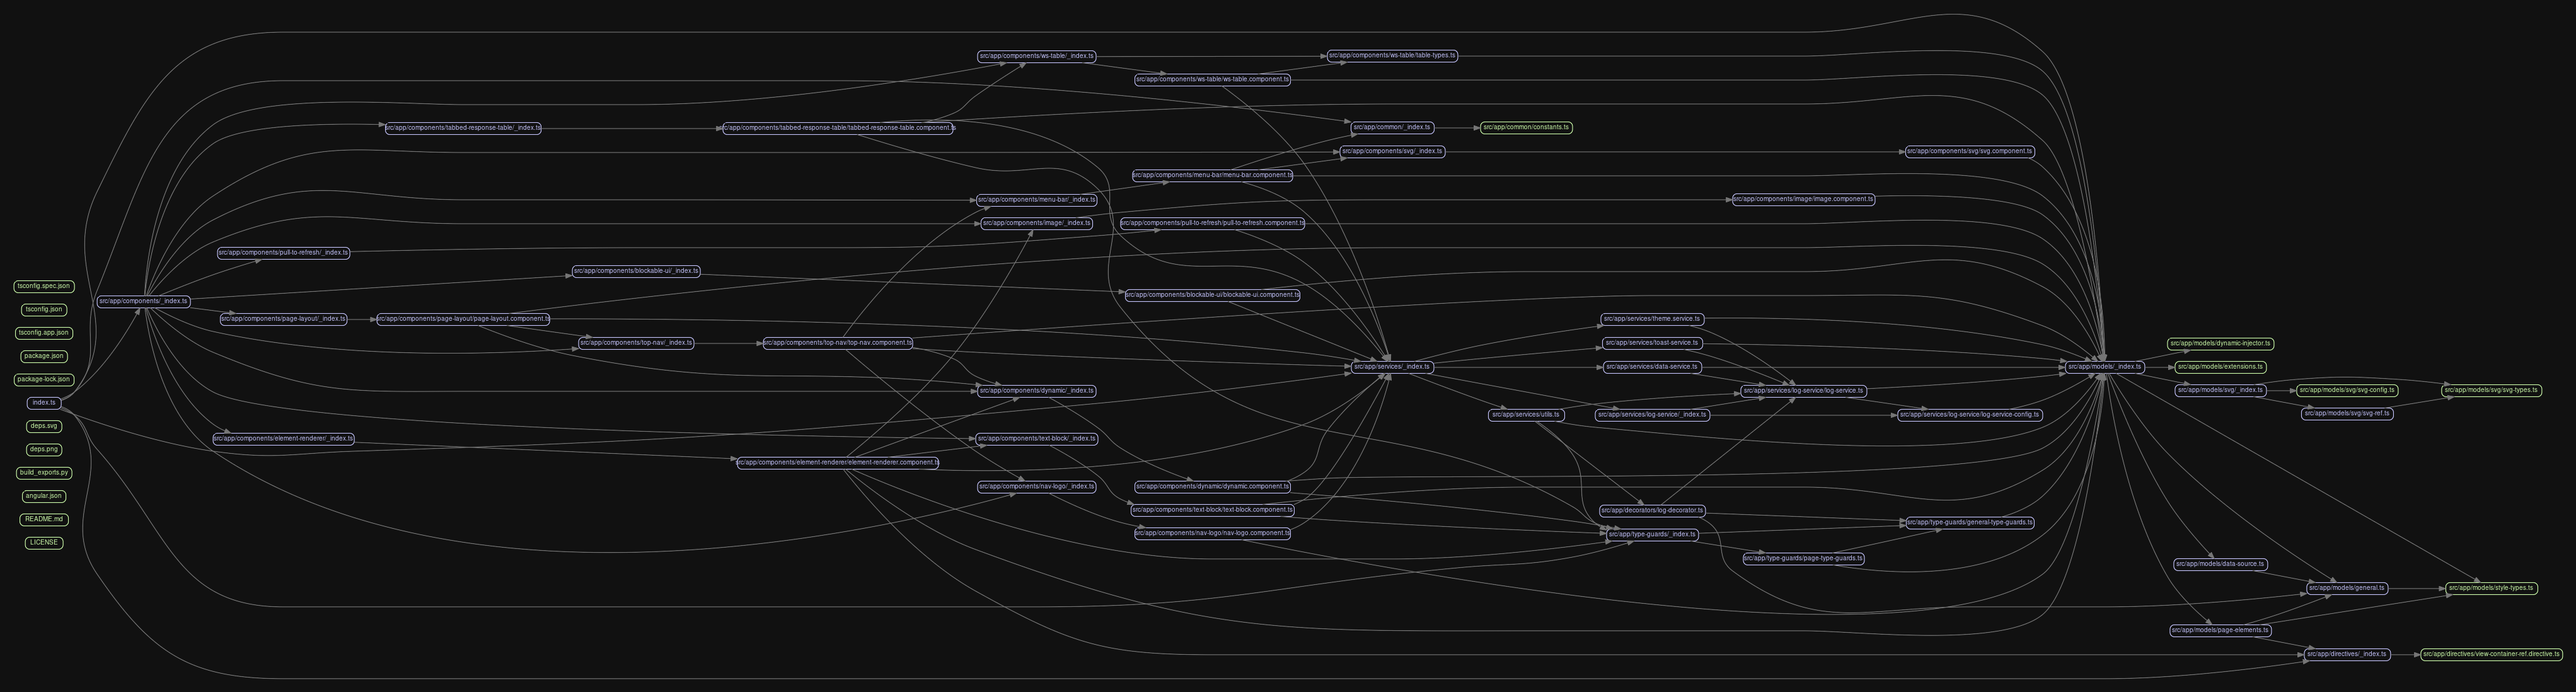 src/app/components/ws-table/_index.ts
src/app/components/ws-table/table-types.ts
src/app/components/ws-table/ws-table.component.ts
src/app/components/tabbed-response-table/_index.ts
src/app/components/tabbed-response-table/tabbed-response-table.component.ts
src/app/common/_index.ts
src/app/common/constants.ts
src/app/components/svg/_index.ts
src/app/components/svg/svg.component.ts
src/app/components/menu-bar/menu-bar.component.ts
src/app/components/menu-bar/_index.ts
src/app/components/image/image.component.ts
src/app/components/image/_index.ts
src/app/components/pull-to-refresh/pull-to-refresh.component.ts
src/app/components/pull-to-refresh/_index.ts
src/app/components/blockable-ui/_index.ts
tsconfig.spec.json
src/app/components/blockable-ui/blockable-ui.component.ts
src/app/components/_index.ts
tsconfig.json
src/app/components/page-layout/_index.ts
src/app/components/page-layout/page-layout.component.ts
src/app/services/theme.service.ts
tsconfig.app.json
src/app/components/top-nav/_index.ts
src/app/components/top-nav/top-nav.component.ts
src/app/services/toast-service.ts
src/app/models/dynamic-injector.ts
package.json
src/app/services/_index.ts
src/app/services/data-service.ts
src/app/models/_index.ts
src/app/models/extensions.ts
package-lock.json
src/app/components/dynamic/_index.ts
src/app/services/log-service/log-service.ts
src/app/models/svg/_index.ts
src/app/models/svg/svg-config.ts
src/app/models/svg/svg-types.ts
index.ts
src/app/services/utils.ts
src/app/services/log-service/_index.ts
src/app/services/log-service/log-service-config.ts
src/app/models/svg/svg-ref.ts
deps.svg
src/app/components/element-renderer/_index.ts
src/app/components/text-block/_index.ts
deps.png
src/app/components/element-renderer/element-renderer.component.ts
build_exports.py
src/app/components/nav-logo/_index.ts
src/app/components/dynamic/dynamic.component.ts
angular.json
src/app/components/text-block/text-block.component.ts
src/app/decorators/log-decorator.ts
README.md
src/app/type-guards/general-type-guards.ts
src/app/components/nav-logo/nav-logo.component.ts
src/app/type-guards/_index.ts
LICENSE
src/app/type-guards/page-type-guards.ts
src/app/models/data-source.ts
src/app/models/general.ts
src/app/models/style-types.ts
src/app/models/page-elements.ts
src/app/directives/_index.ts
src/app/directives/view-container-ref.directive.ts